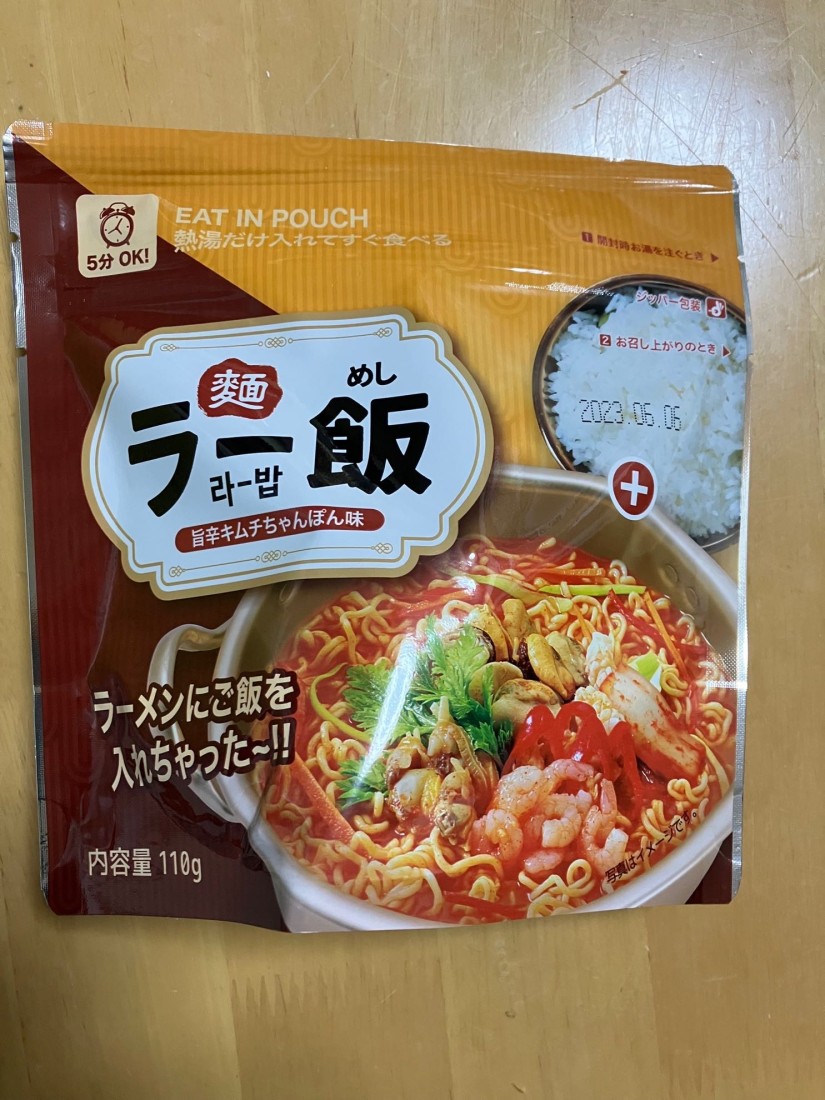 5分 OK!
EAT IN POUCH
熱湯だけ入れてすぐ食べる
1 開封時お湯を注ぐとき ▶
ジッパー包装
2 お召し上がりのとき ▶
2023.06.06
麺
めし
ラー飯
라-밥
旨辛キムチちゃんぽん味
ラーメンにご飯を
入れちゃった~!!
内容量 110g
写真はイメージです。